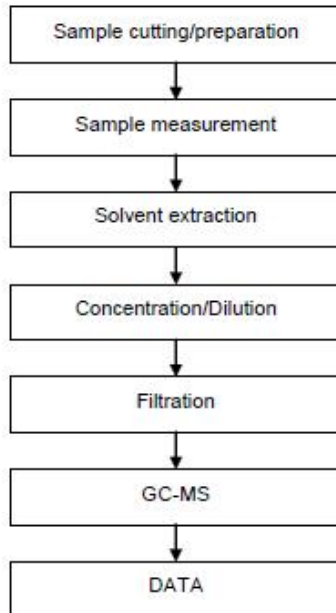 Sample cutting/preparation
Sample measurement
Solvent extraction
Concentration/Dilution
Filtration
GC-MS
DATA